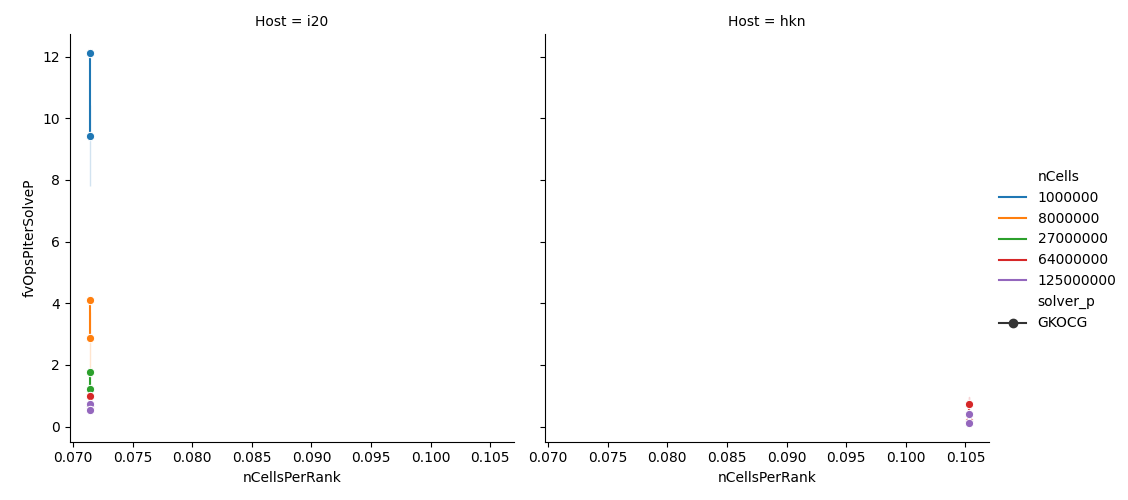 Host = i20
Host = hkn
fvOpsPIterSolveP
12
10
8
6
4
2
0
0.070 0.075 0.080 0.085 0.090 0.095 0.100 0.105
nCellsPerRank
0.070 0.075 0.080 0.085 0.090 0.095 0.100 0.105
nCellsPerRank
nCells
1000000
8000000
27000000
64000000
125000000
solver_p
GKOCG